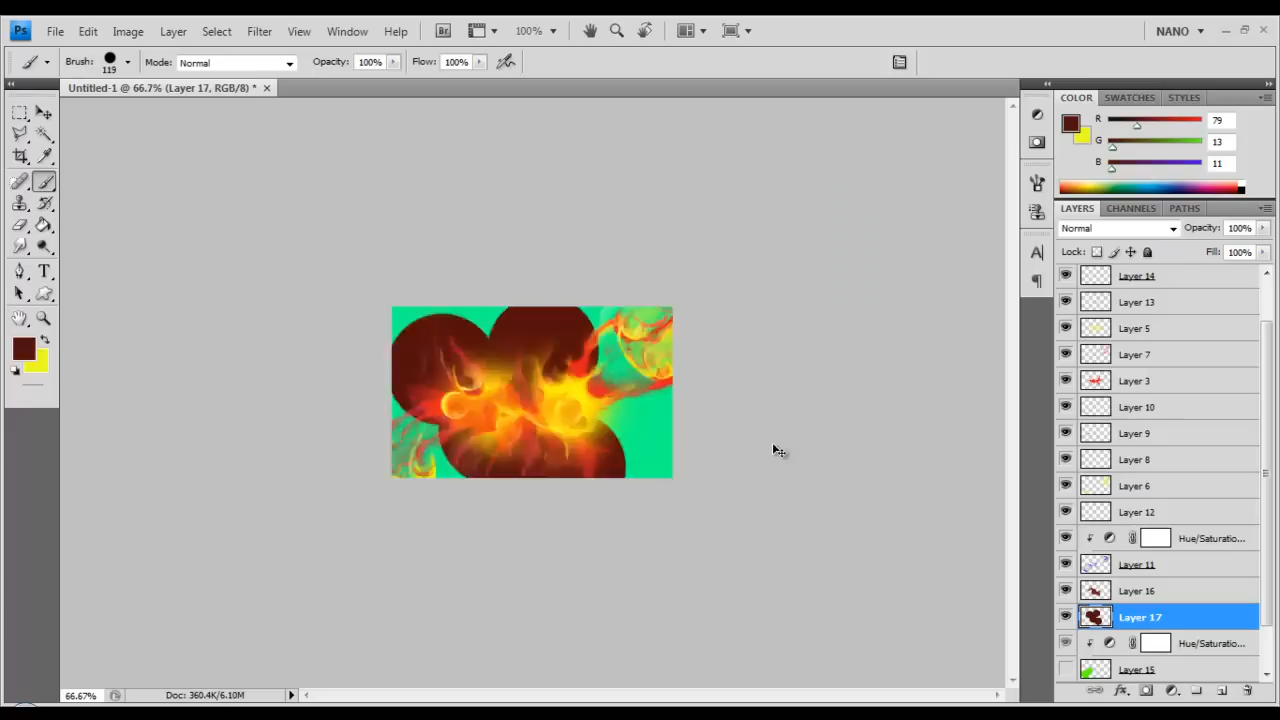 Ps File Edit Image Layer Select Filter View Window Help Br 100% NANO
Brush: 119 Mode: Normal Opacity: 100% Flow: 100%
Untitled-1 @ 66.7% (Layer 17, RGB/8) *
COLOR SWATCHES STYLES
R 79
G 13
B 11
LAYERS CHANNELS PATHS
Normal Opacity: 100%
Lock: Fill: 100%
Layer 14
Layer 13
Layer 5
Layer 7
Layer 3
Layer 10
Layer 9
Layer 8
Layer 6
Layer 12
Hue/Saturatio...
Layer 11
Layer 16
Layer 17
Hue/Saturatio...
Layer 15
66.67% Doc: 360.4K/6.10M